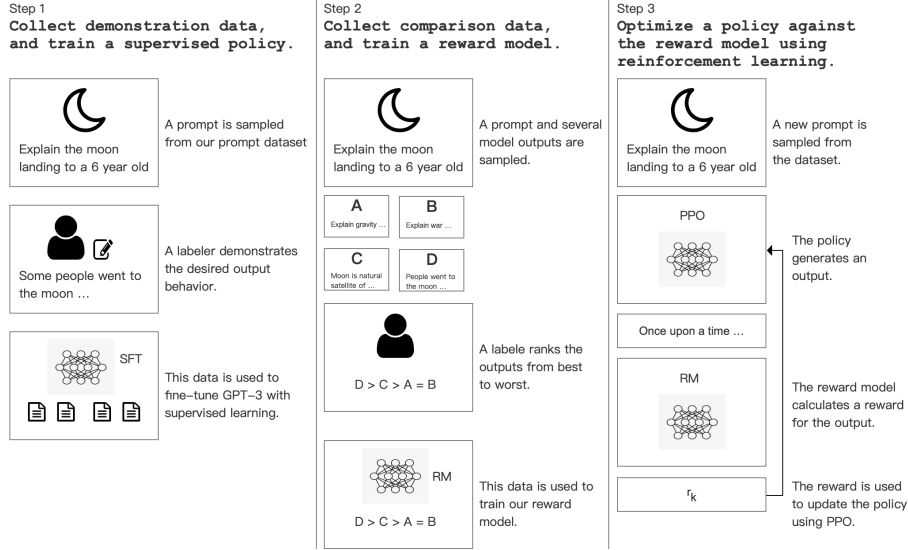 Step 1
Collect demonstration data,
and train a supervised policy.
Explain the moon
landing to a 6 year old
A prompt is sampled
from our prompt dataset
Some people went to
the moon ...
A labeler demonstrates
the desired output
behavior.
SFT
This data is used to
fine-tune GPT-3 with
supervised learning.
Step 2
Collect comparison data,
and train a reward model.
Explain the moon
landing to a 6 year old
A prompt and several
model outputs are
sampled.
A
Explain gravity ...
B
Explain war ...
C
Moon is natural
satellite of ...
D
People went to
the moon ...
D > C > A = B
A labele ranks the
outputs from best
to worst.
RM
D > C > A = B
This data is used to
train our reward
model.
Step 3
Optimize a policy against
the reward model using
reinforcement learning.
Explain the moon
landing to a 6 year old
A new prompt is
sampled from
the dataset.
PPO
The policy
generates an
output.
Once upon a time ...
RM
The reward model
calculates a reward
for the output.
rk
The reward is used
to update the policy
using PPO.